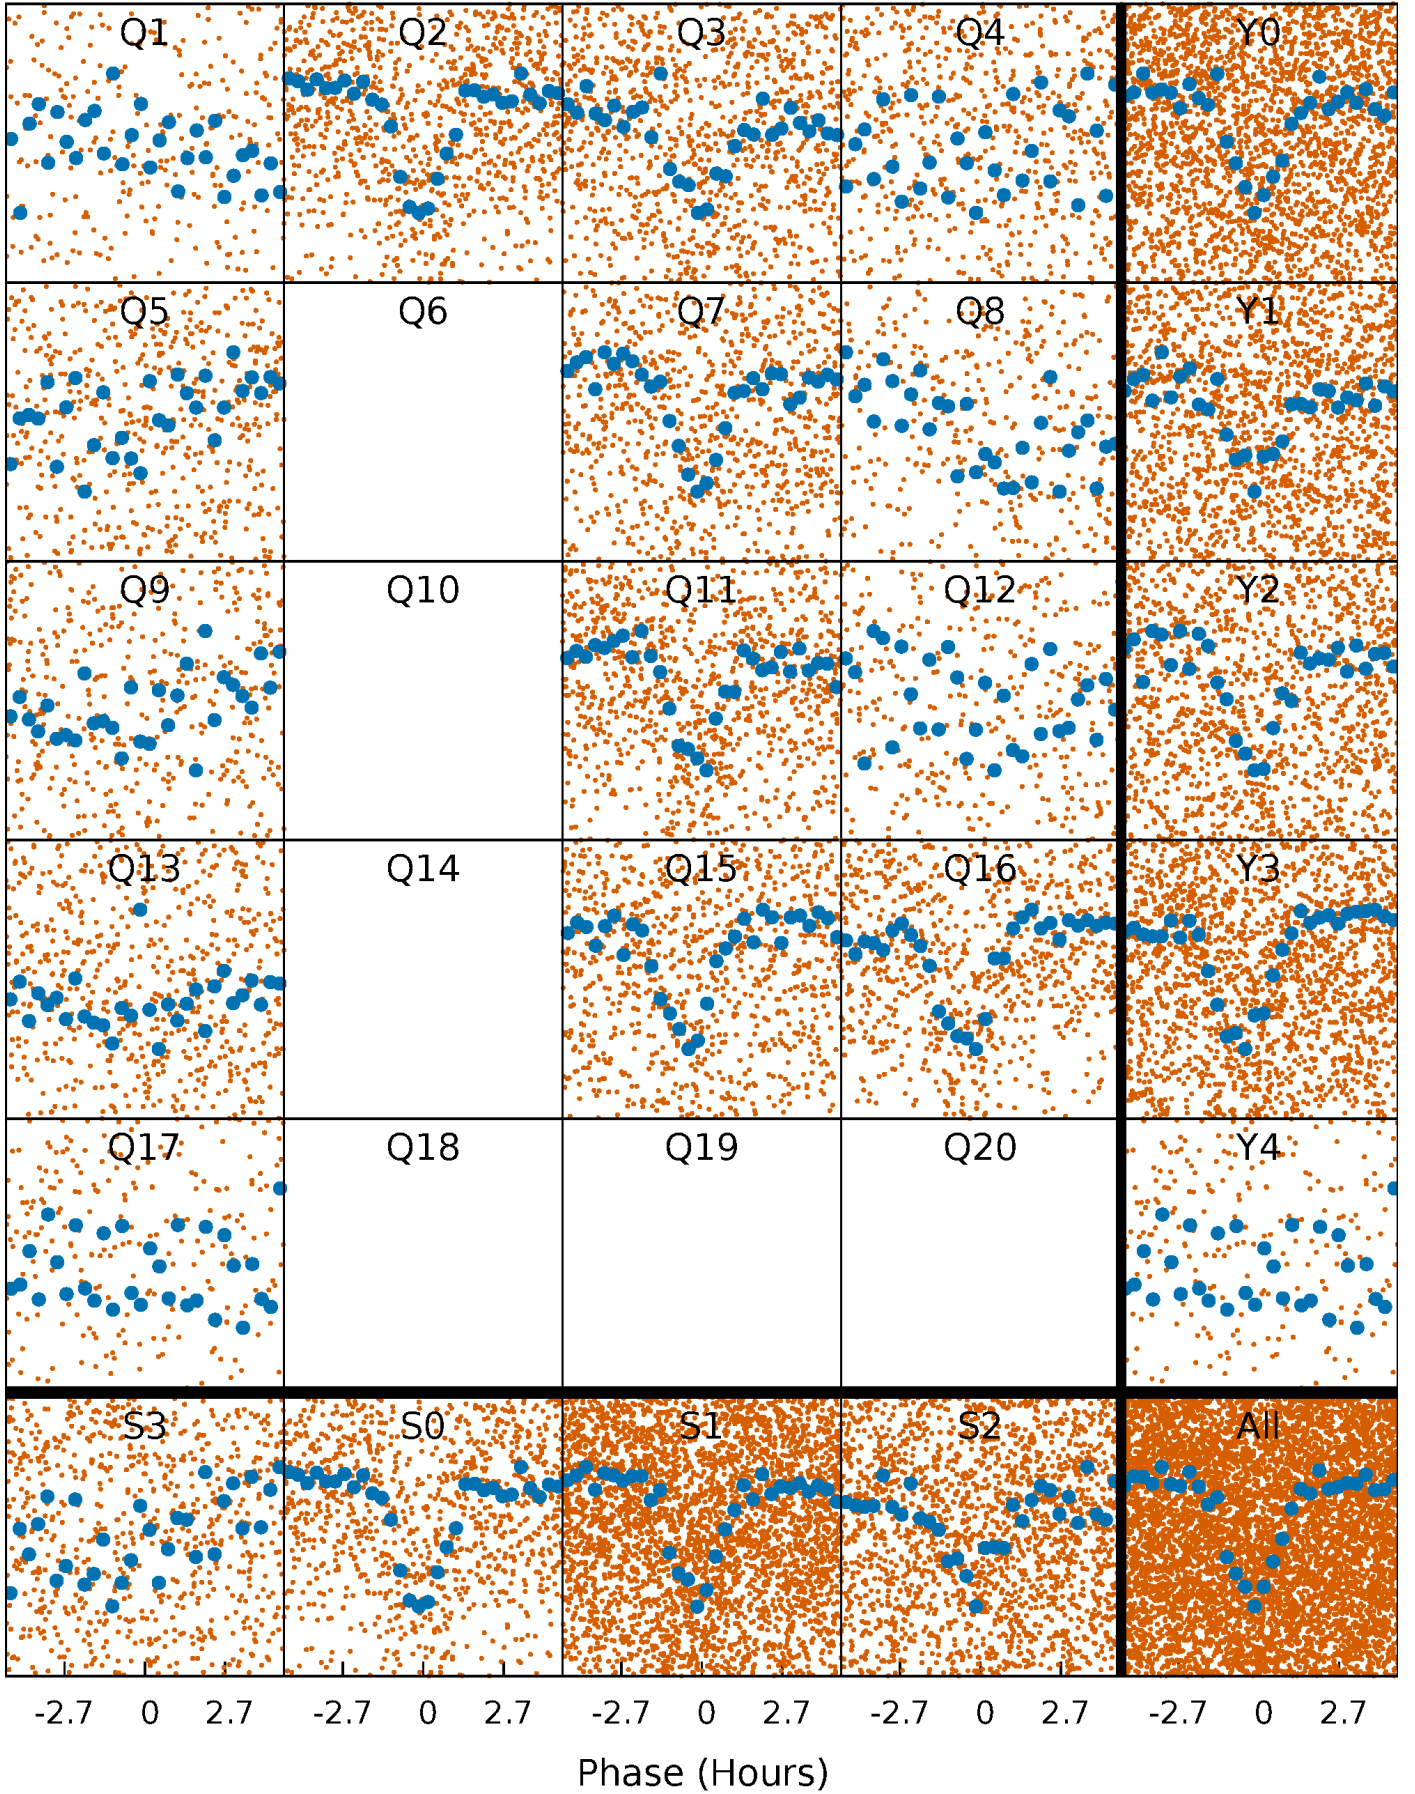 Q1 Q2 Q3 Q4 Y0
Q5 Q6 Q7 Q8 Y1
Q9 Q10 Q11 Q12 Y2
Q13 Q14 Q15 Q16 Y3
Q17 Q18 Q19 Q20 Y4
S3 S0 S1 S2 All
-2.7 0 2.7 -2.7 0 2.7 -2.7 0 2.7 -2.7 0 2.7 -2.7 0 2.7
Phase (Hours)